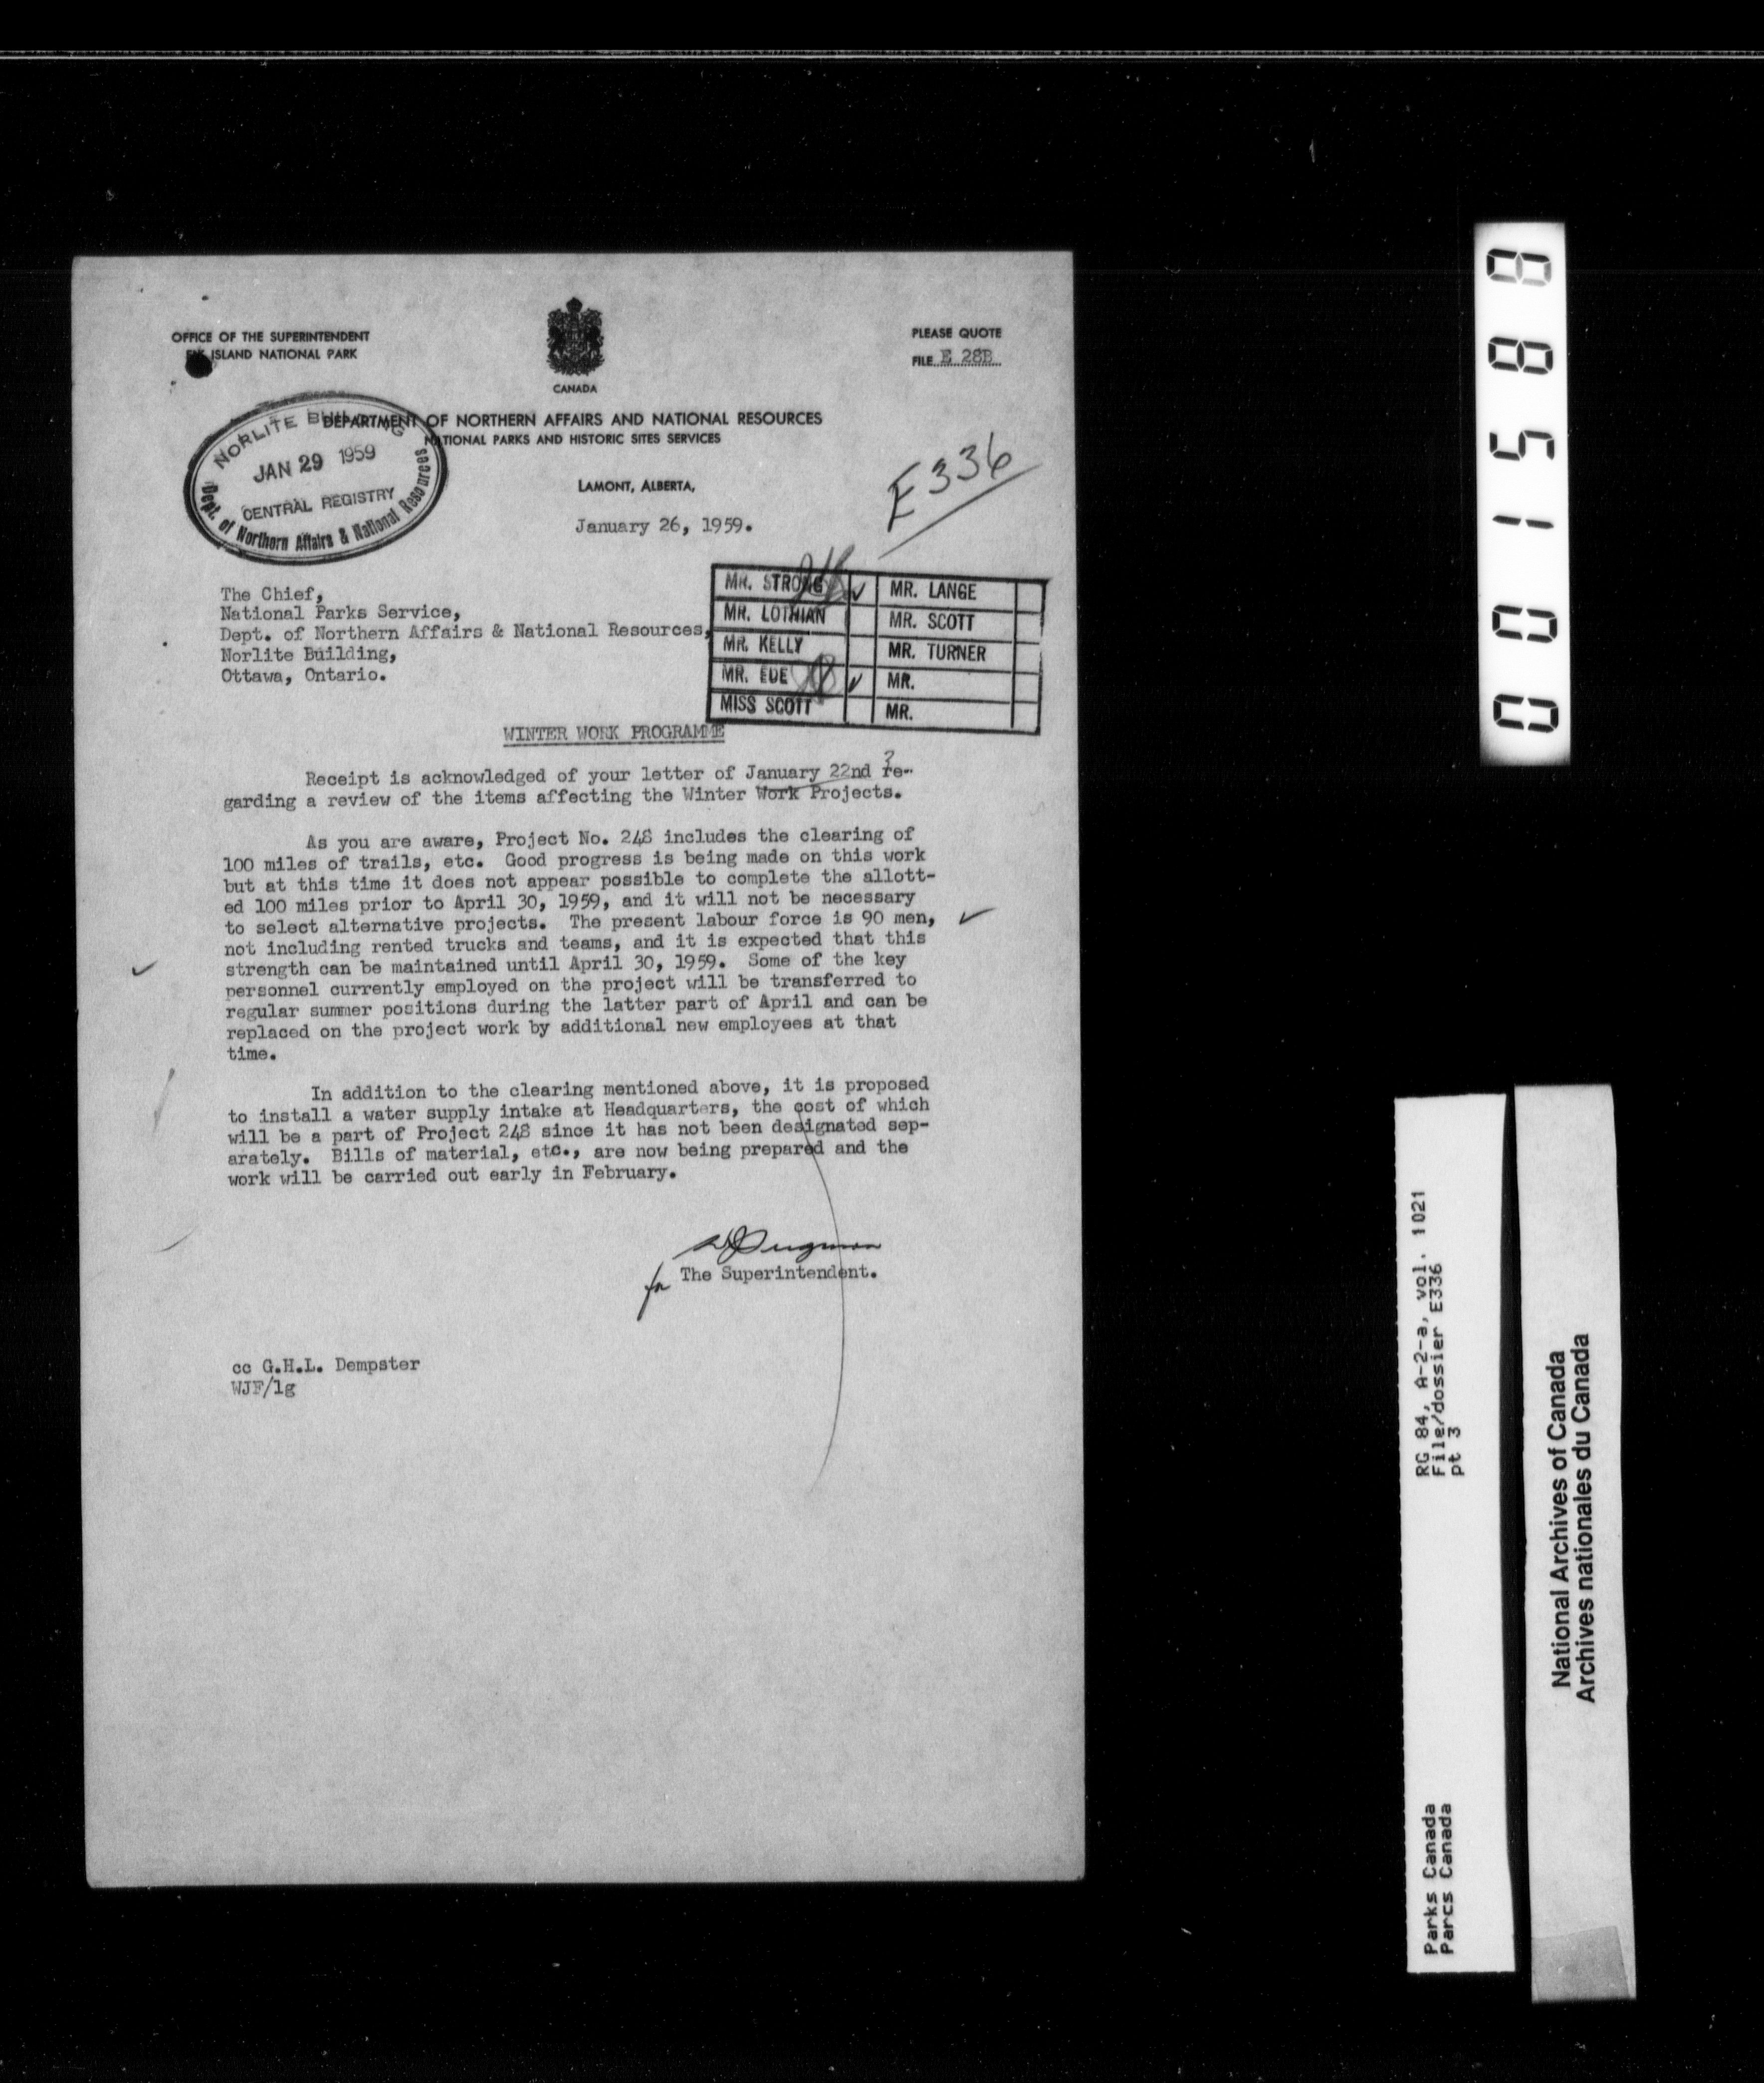 OFFICE OF THE SUPERINTENDENT
ELK ISLAND NATIONAL PARK
CANADA
PLEASE QUOTE
FILE E 28B
DEPARTMENT OF NORTHERN AFFAIRS AND NATIONAL RESOURCES
NATIONAL PARKS AND HISTORIC SITES SERVICES
NORLITE BUILDING
JAN 29 1959
CENTRAL REGISTRY
Dept. of Northern Affairs & National Resources
LAMONT, ALBERTA,
January 26, 1959.
E336
The Chief,
National Parks Service,
Dept. of Northern Affairs & National Resources,
Norlite Building,
Ottawa, Ontario.
MR. STRONG ✓ MR. LANGE
MR. LOTHIAN MR. SCOTT
MR. KELLY MR. TURNER
MR. EDE ✓ MR.
MISS SCOTT MR.
WINTER WORK PROGRAMME
Receipt is acknowledged of your letter of January 22nd ? re-
garding a review of the items affecting the Winter Work Projects.
As you are aware, Project No. 248 includes the clearing of
100 miles of trails, etc. Good progress is being made on this work
but at this time it does not appear possible to complete the allott-
ed 100 miles prior to April 30, 1959, and it will not be necessary
to select alternative projects. The present labour force is 90 men, ✓
not including rented trucks and teams, and it is expected that this
✓ strength can be maintained until April 30, 1959. Some of the key
personnel currently employed on the project will be transferred to
regular summer positions during the latter part of April and can be
replaced on the project work by additional new employees at that
time.
In addition to the clearing mentioned above, it is proposed
to install a water supply intake at Headquarters, the cost of which
will be a part of Project 248 since it has not been designated sep-
arately. Bills of material, etc., are now being prepared and the
work will be carried out early in February.
for The Superintendent.
cc G.H.L. Dempster
WJF/lg
001588
RG 84, A-2-a, vol. 1021
File/dossier E336
pt 3
Parks Canada
Parcs Canada
National Archives of Canada
Archives nationales du Canada